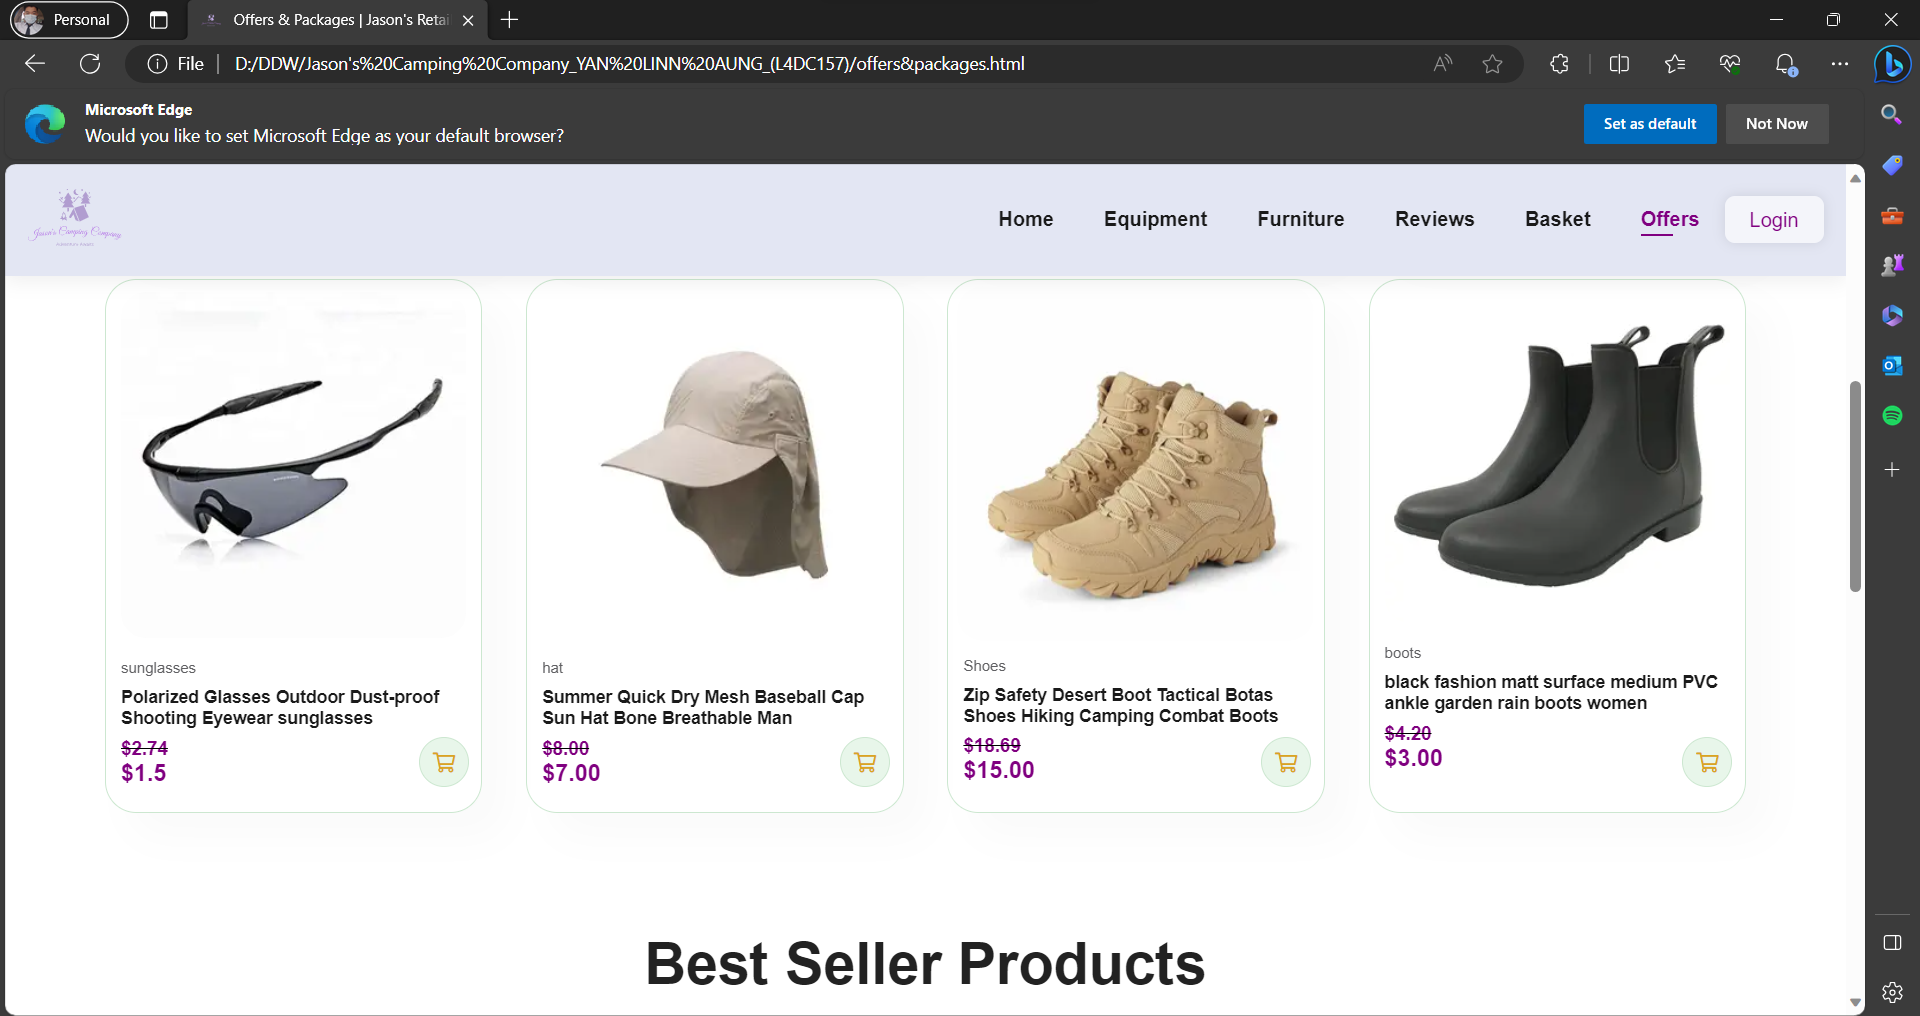 Personal
Offers & Packages | Jason's Retai
File
D:/DDW/Jason's%20Camping%20Company_YAN%20LINN%20AUNG_(L4DC157)/offers&packages.html
Microsoft Edge
Would you like to set Microsoft Edge as your default browser?
Set as default
Not Now
Jason's Camping Company
Home
Equipment
Furniture
Reviews
Basket
Offers
Login
sunglasses
Polarized Glasses Outdoor Dust-proof
Shooting Eyewear sunglasses
$2.74
$1.5
hat
Summer Quick Dry Mesh Baseball Cap
Sun Hat Bone Breathable Man
$8.00
$7.00
Shoes
Zip Safety Desert Boot Tactical Botas
Shoes Hiking Camping Combat Boots
$18.69
$15.00
boots
black fashion matt surface medium PVC
ankle garden rain boots women
$4.20
$3.00
Best Seller Products